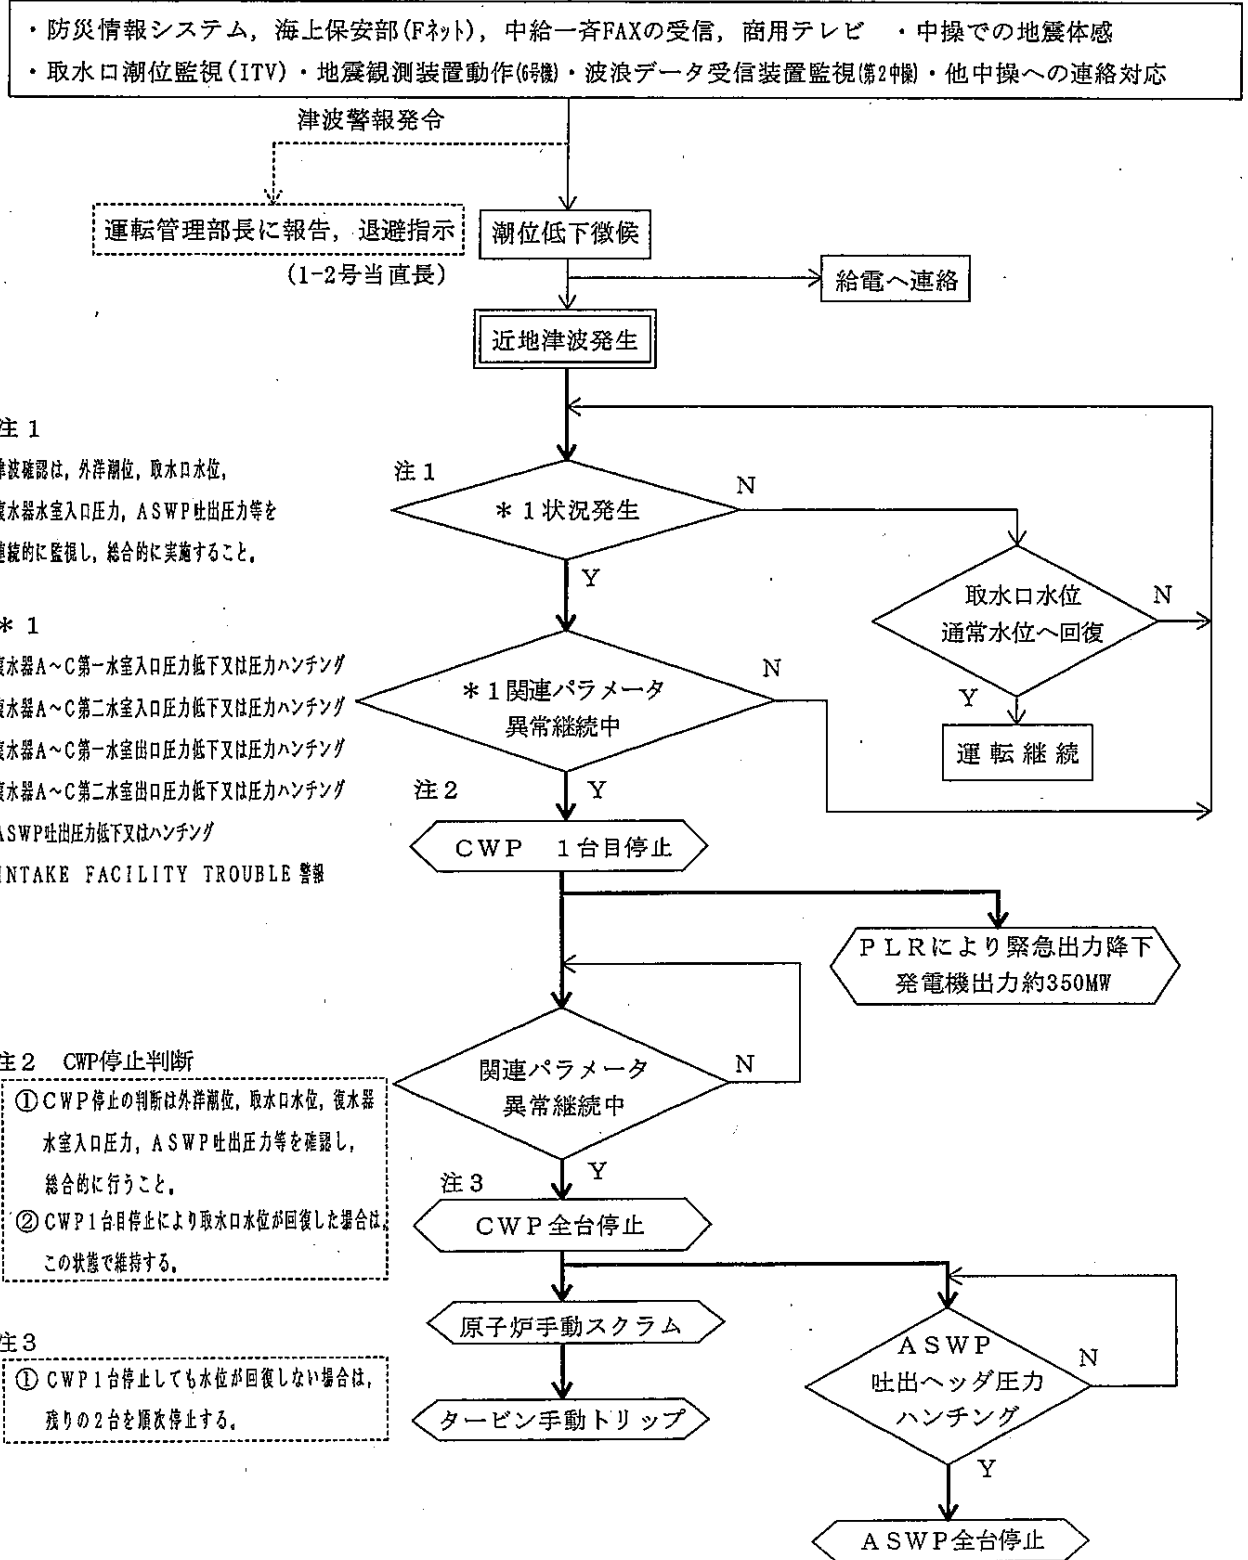 ・防災情報システム，海上保安部(Fネット)，中給一斉FAXの受信，商用テレビ　・中操での地震体感
・取水口潮位監視(ITV)・地震観測装置動作(6号機)・波浪データ受信装置監視(第2中操)・他中操への連絡対応
津波警報発令
運転管理部長に報告，退避指示
(1-2号当直長)
潮位低下徴候
給電へ連絡
近地津波発生
注1
津波確認は，外洋潮位，取水口水位，
復水器水室入口圧力，ASWP吐出圧力等を
連続的に監視し，総合的に実施すること。
注1
＊1状況発生
N
Y
取水口水位
通常水位へ回復
N
Y
運転継続
＊1
復水器A～C第一水室入口圧力低下又は圧力ハンチング
復水器A～C第二水室入口圧力低下又は圧力ハンチング
復水器A～C第一水室出口圧力低下又は圧力ハンチング
復水器A～C第二水室出口圧力低下又は圧力ハンチング
ASWP吐出圧力低下又はハンチング
INTAKE FACILITY TROUBLE警報
＊1関連パラメータ
異常継続中
N
Y
注2
CWP　1台目停止
PLRにより緊急出力降下
発電機出力約350MW
関連パラメータ
異常継続中
N
Y
注2　CWP停止判断
①CWP停止の判断は外洋潮位，取水口水位，復水器
水室入口圧力，ASWP吐出圧力等を確認し，
総合的に行うこと。
②CWP1台目停止により取水口水位が回復した場合は，
この状態で維持する。
注3
CWP全台停止
原子炉手動スクラム
タービン手動トリップ
注3
①CWP1台停止しても水位が回復しない場合は，
残りの2台を順次停止する。
ASWP
吐出ヘッダ圧力
ハンチング
N
Y
ASWP全台停止